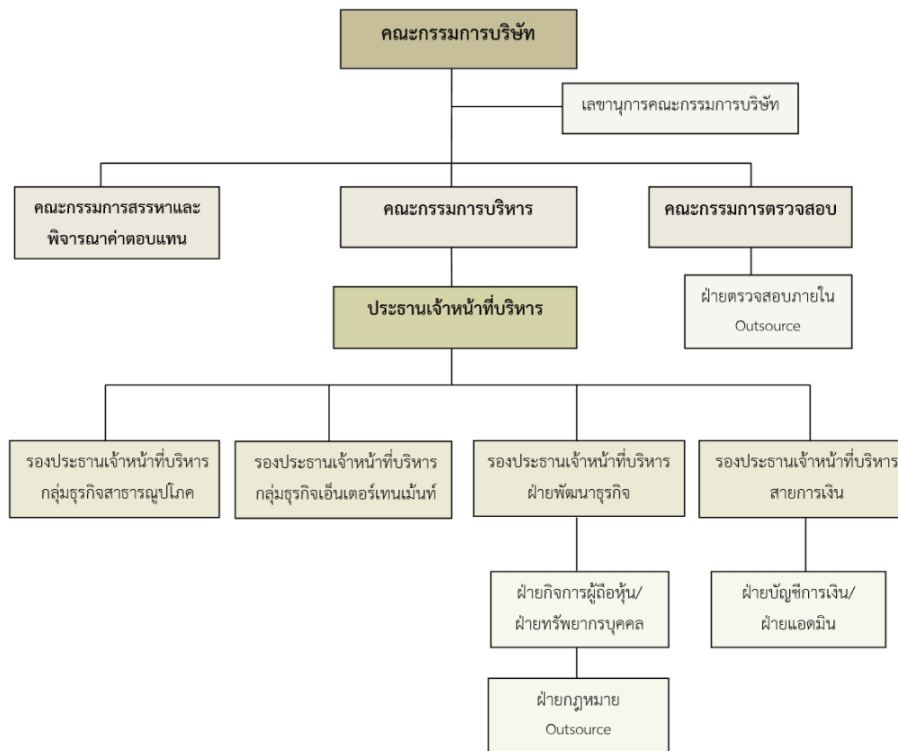 คณะกรรมการบริษัท
เลขานุการคณะกรรมการบริษัท
คณะกรรมการสรรหาและ
พิจารณาค่าตอบแทน
คณะกรรมการบริหาร
คณะกรรมการตรวจสอบ
ฝ่ายตรวจสอบภายใน
Outsource
ประธานเจ้าหน้าที่บริหาร
รองประธานเจ้าหน้าที่บริหาร
กลุ่มธุรกิจสาธารณูปโภค
รองประธานเจ้าหน้าที่บริหาร
กลุ่มธุรกิจเอ็นเตอร์เทนเม้นท์
รองประธานเจ้าหน้าที่บริหาร
ฝ่ายพัฒนาธุรกิจ
รองประธานเจ้าหน้าที่บริหาร
สายการเงิน
ฝ่ายกิจการผู้ถือหุ้น/
ฝ่ายทรัพยากรบุคคล
ฝ่ายบัญชีการเงิน/
ฝ่ายแอดมิน
ฝ่ายกฎหมาย
Outsource